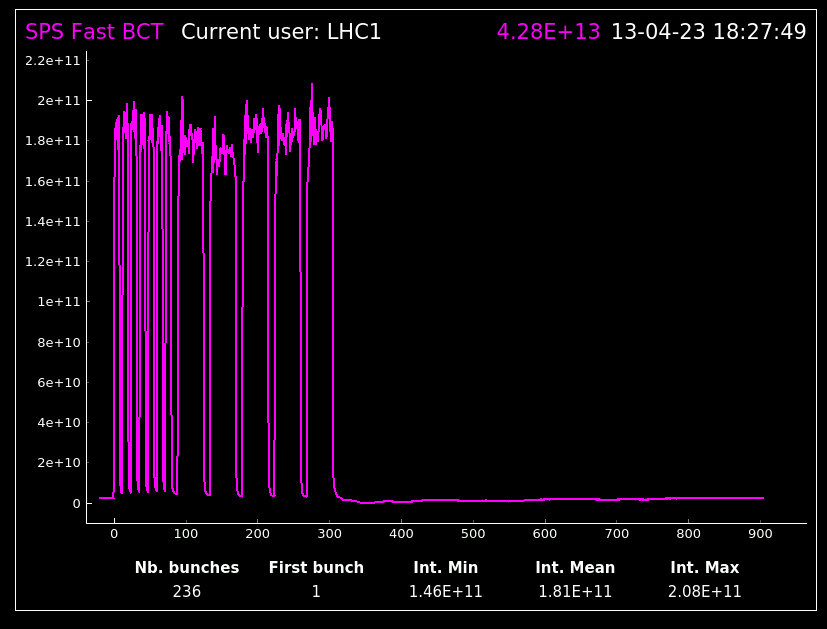 SPS Fast BCT Current user: LHC1 4.28E+13 13-04-23 18:27:49
2.2e+11
2e+11
1.8e+11
1.6e+11
1.4e+11
1.2e+11
1e+11
8e+10
6e+10
4e+10
2e+10
0
0 100 200 300 400 500 600 700 800 900
Nb. bunches First bunch Int. Min Int. Mean Int. Max
236 1 1.46E+11 1.81E+11 2.08E+11